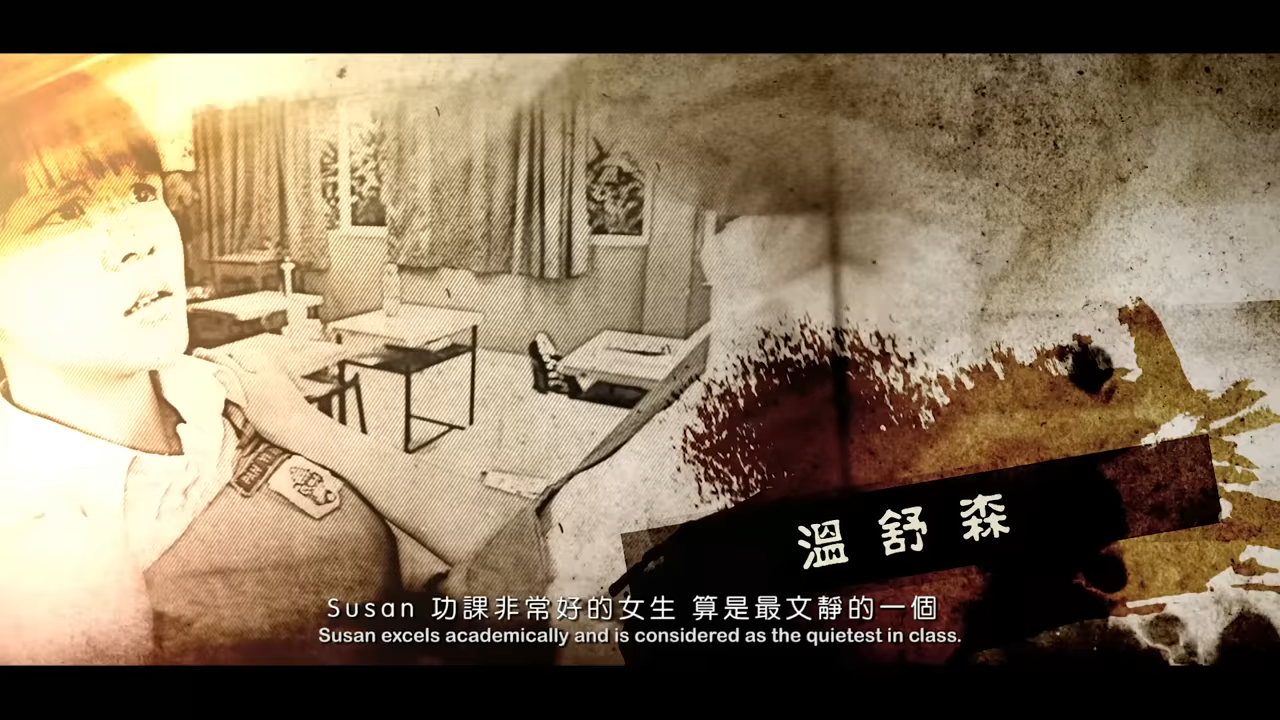 溫舒森
Susan 功課非常好的女生 算是最文靜的一個
Susan excels academically and is considered as the quietest in class.